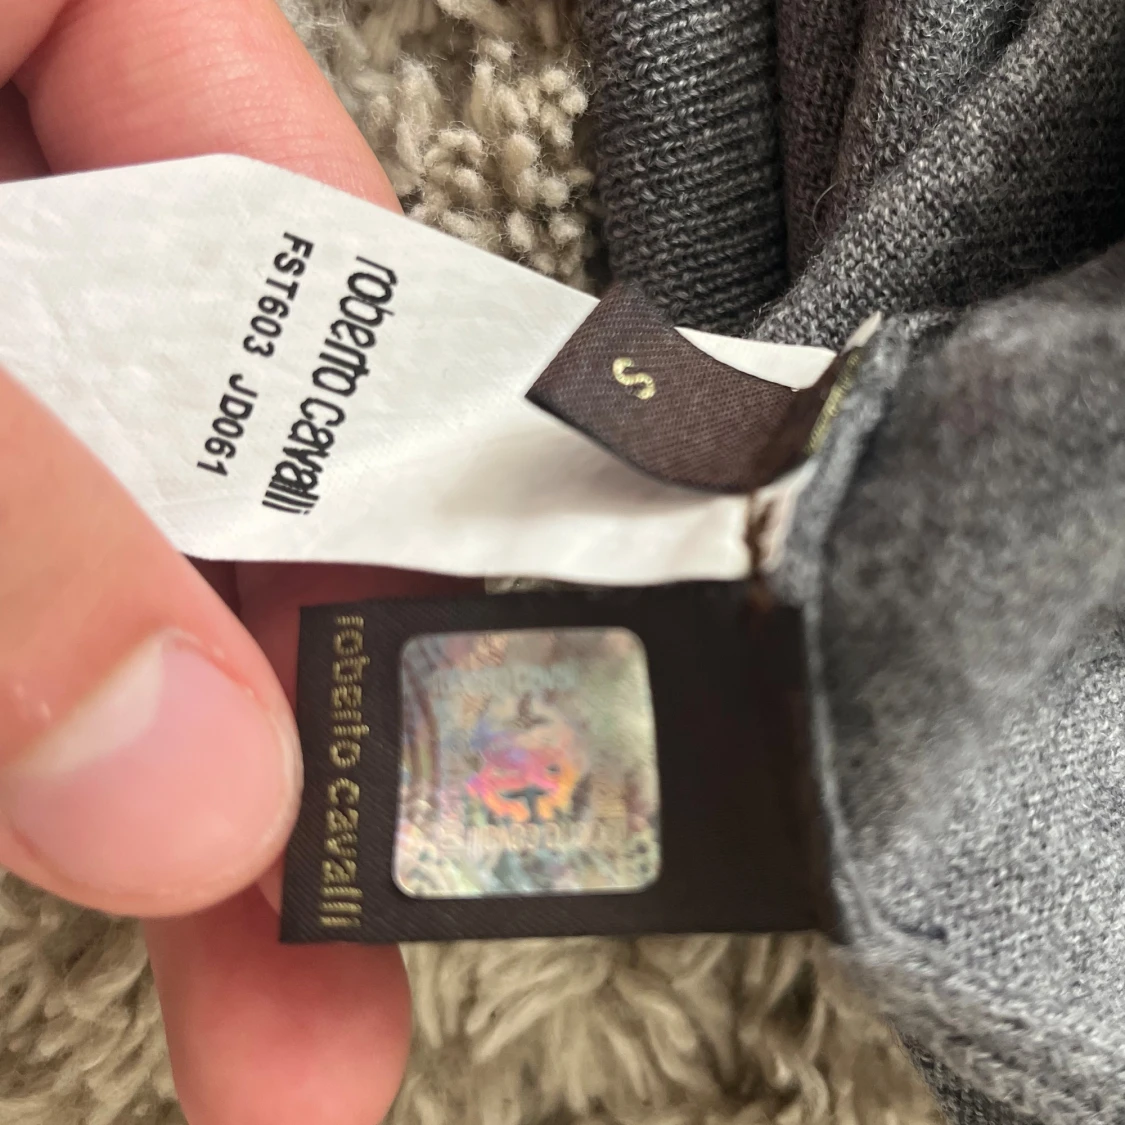 roberto cavalli
FST603 JD061
S
roberto cavalli